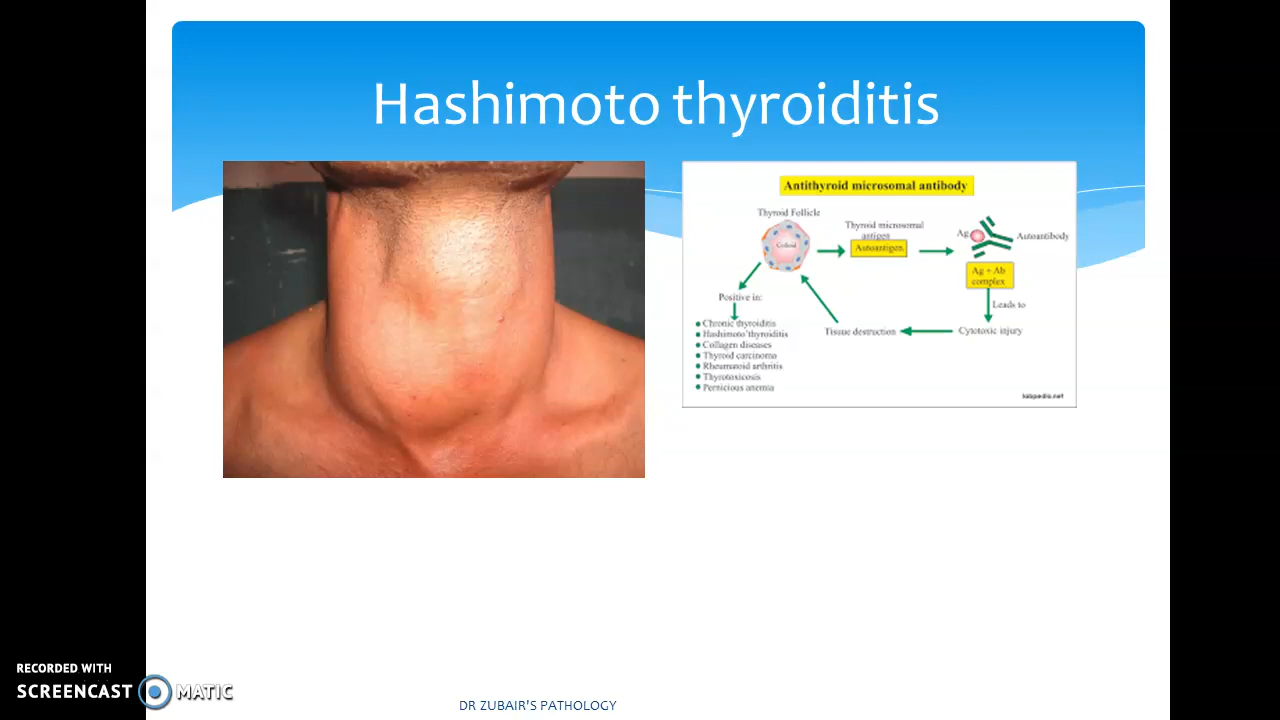 Hashimoto thyroiditis
Antithyroid microsomal antibody
Thyroid Follicle
Thyroid microsomal
antigen
Autoantigen
Colloid
Ag
Autoantibody
Ag + Ab
complex
Leads to
Positive in:
Tissue destruction
Cytotoxic injury
Chronic thyroiditis
Hashimoto thyroiditis
Collagen diseases
Thyroid carcinoma
Rheumatoid arthritis
Thyrotoxicosis
Pernicious anemia
labpedia.net
RECORDED WITH
SCREENCAST MATIC
DR ZUBAIR'S PATHOLOGY